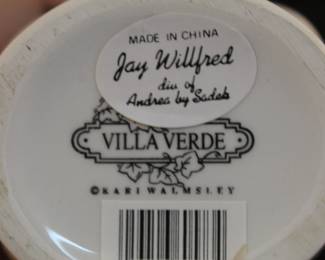 MADE IN CHINA
Jay Willfred
div of
Andrea by Sadek
VILLA VERDE
©KARI WALMSLEY